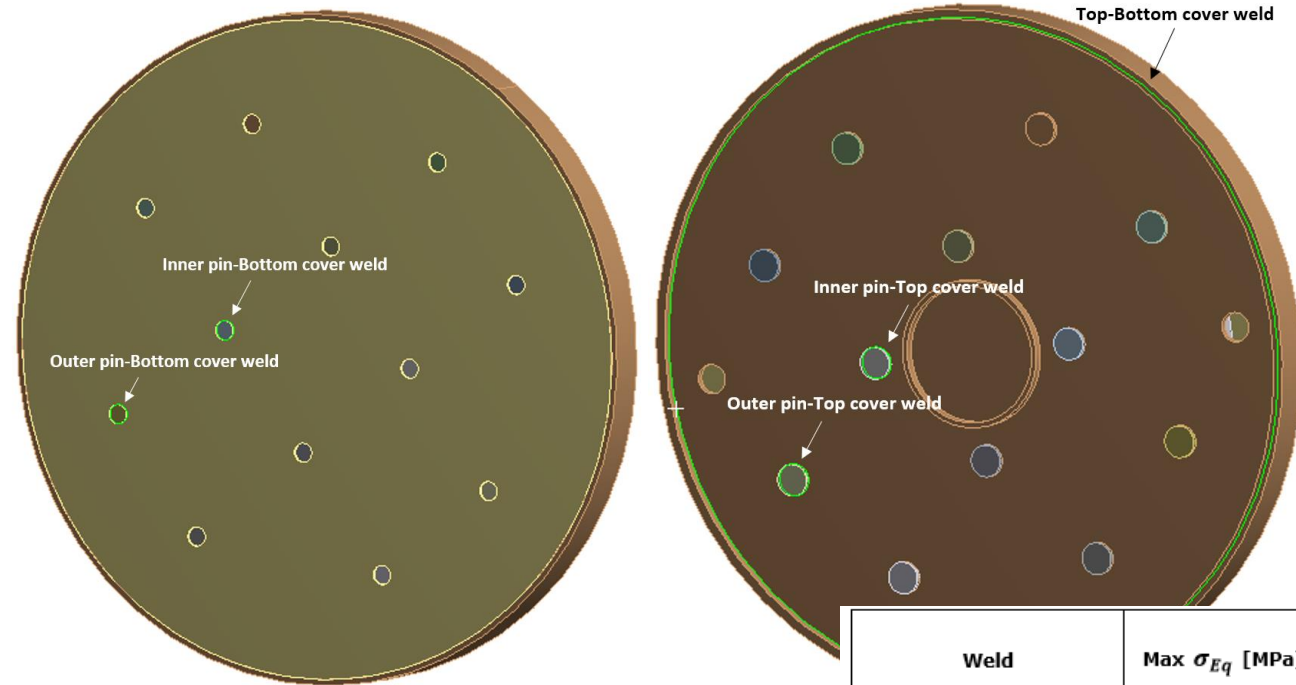 Top-Bottom cover weld
Inner pin-Bottom cover weld
Outer pin-Bottom cover weld
Inner pin-Top cover weld
Outer pin-Top cover weld
Weld
Max σ_Eq [MPa]